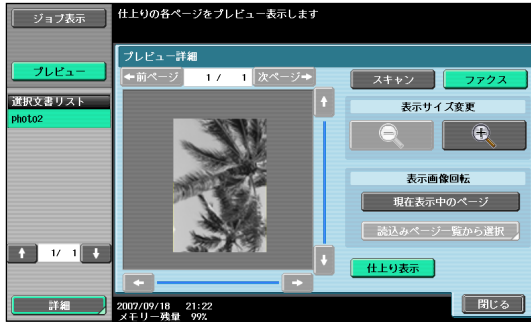 ジョブ表示
仕上りの各ページをプレビュー表示します
プレビュー
選択文書リスト
photo2
プレビュー詳細
前ページ 1 / 1 次ページ
スキャン ファクス
表示サイズ変更
表示画像回転
現在表示中のページ
読込みページ一覧から選択
1/ 1
仕上り表示
詳細
2007/09/18 21:22
メモリー残量 99%
閉じる